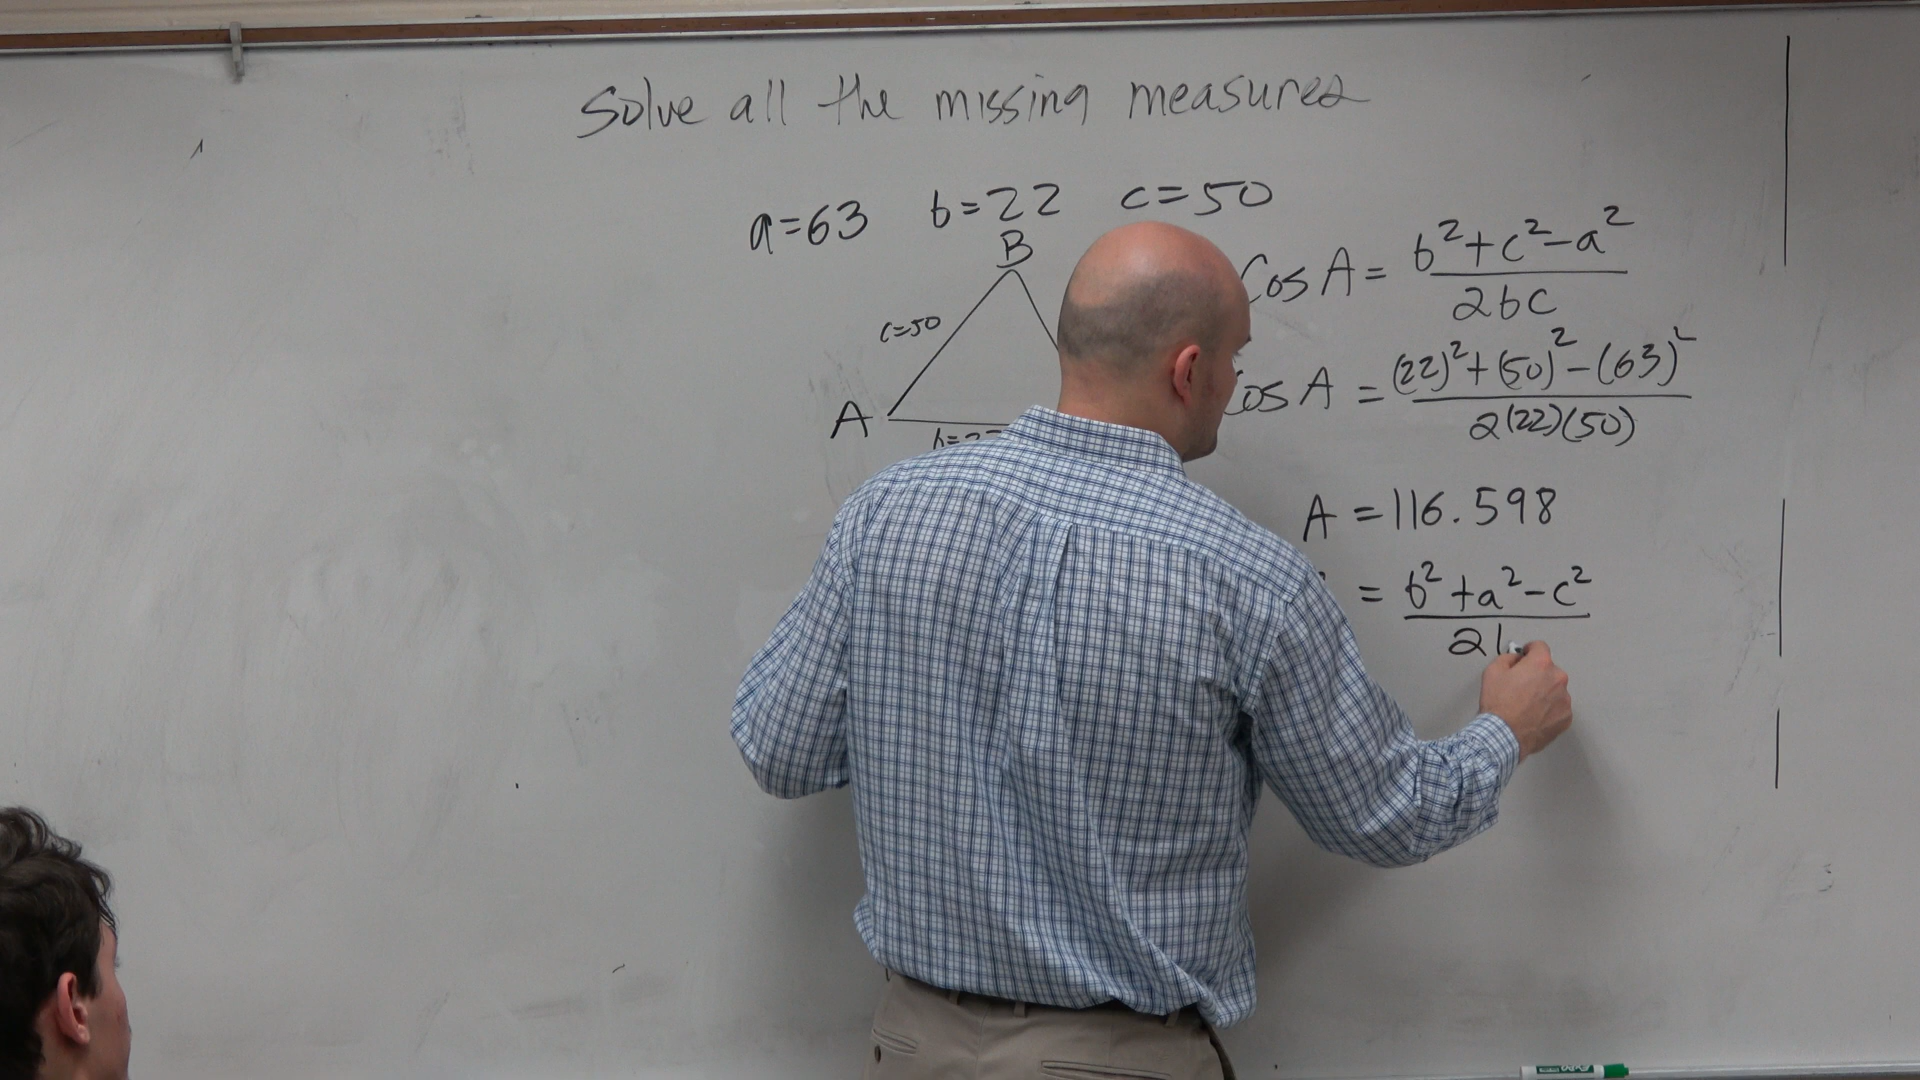 Solve all the missing measures
a=63 b=22 c=50
B
c=50
A
Cos A = b²+c²-a² / 2bc
Cos A = (22)²+(50)²-(63)² / 2(22)(50)
A = 116.598
= b²+a²-c² / 2